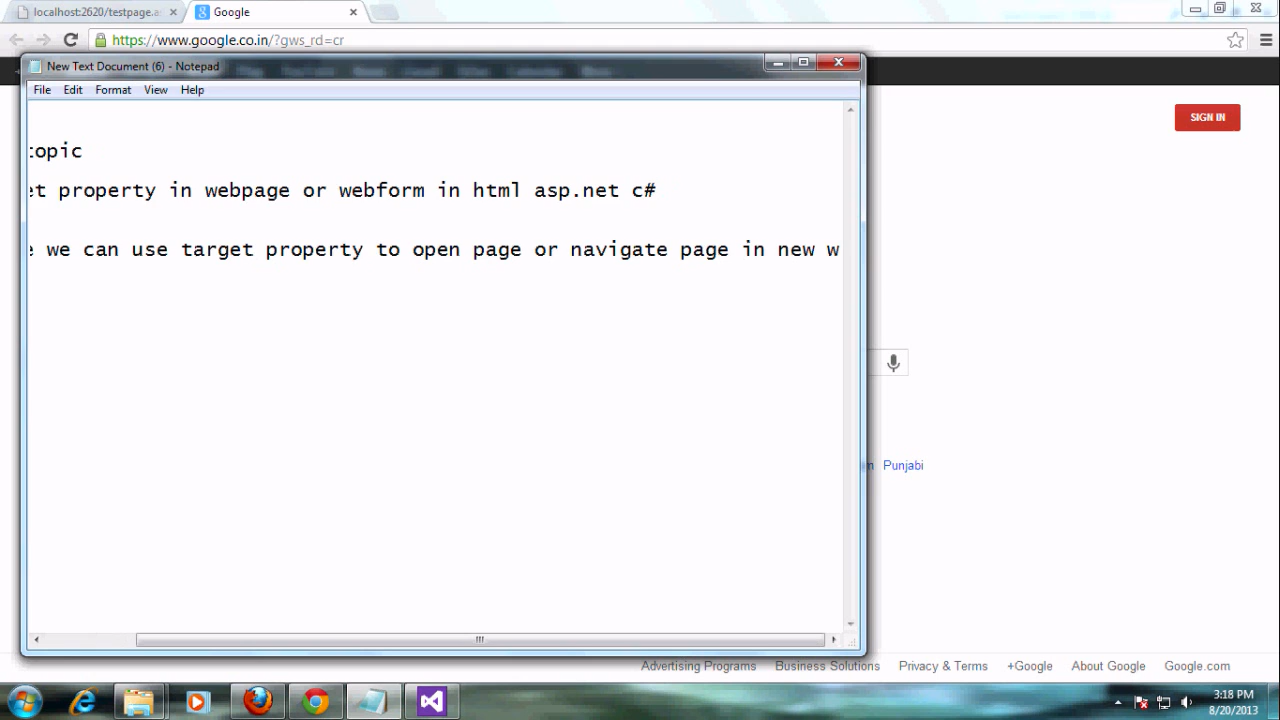 localhost:2620/testpage.as
Google
https://www.google.co.in/?gws_rd=cr
New Text Document (6) - Notepad
File Edit Format View Help
SIGN IN
topic
et property in webpage or webform in html asp.net c#
e we can use target property to open page or navigate page in new w
Punjabi
Advertising Programs Business Solutions Privacy & Terms +Google About Google Google.com
3:18 PM
8/20/2013